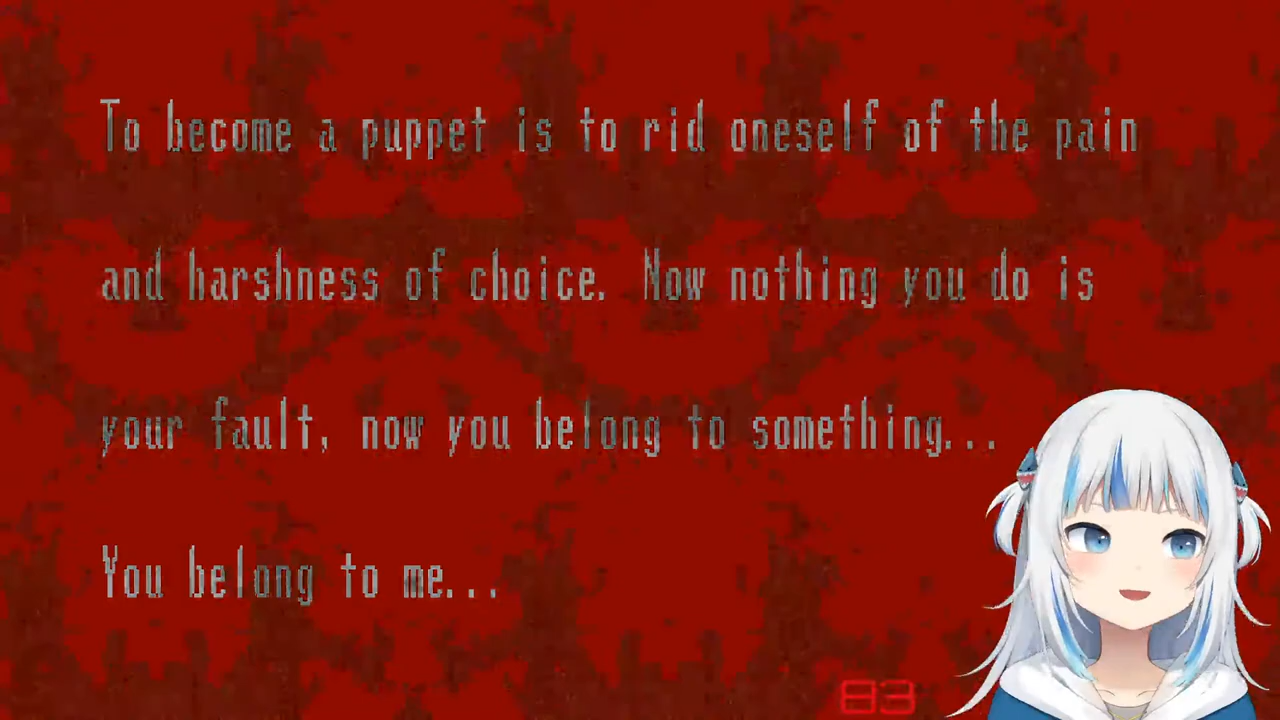 To become a puppet is to rid oneself of the pain
and harshness of choice. Now nothing you do is
your fault, now you belong to something...
You belong to me...
83